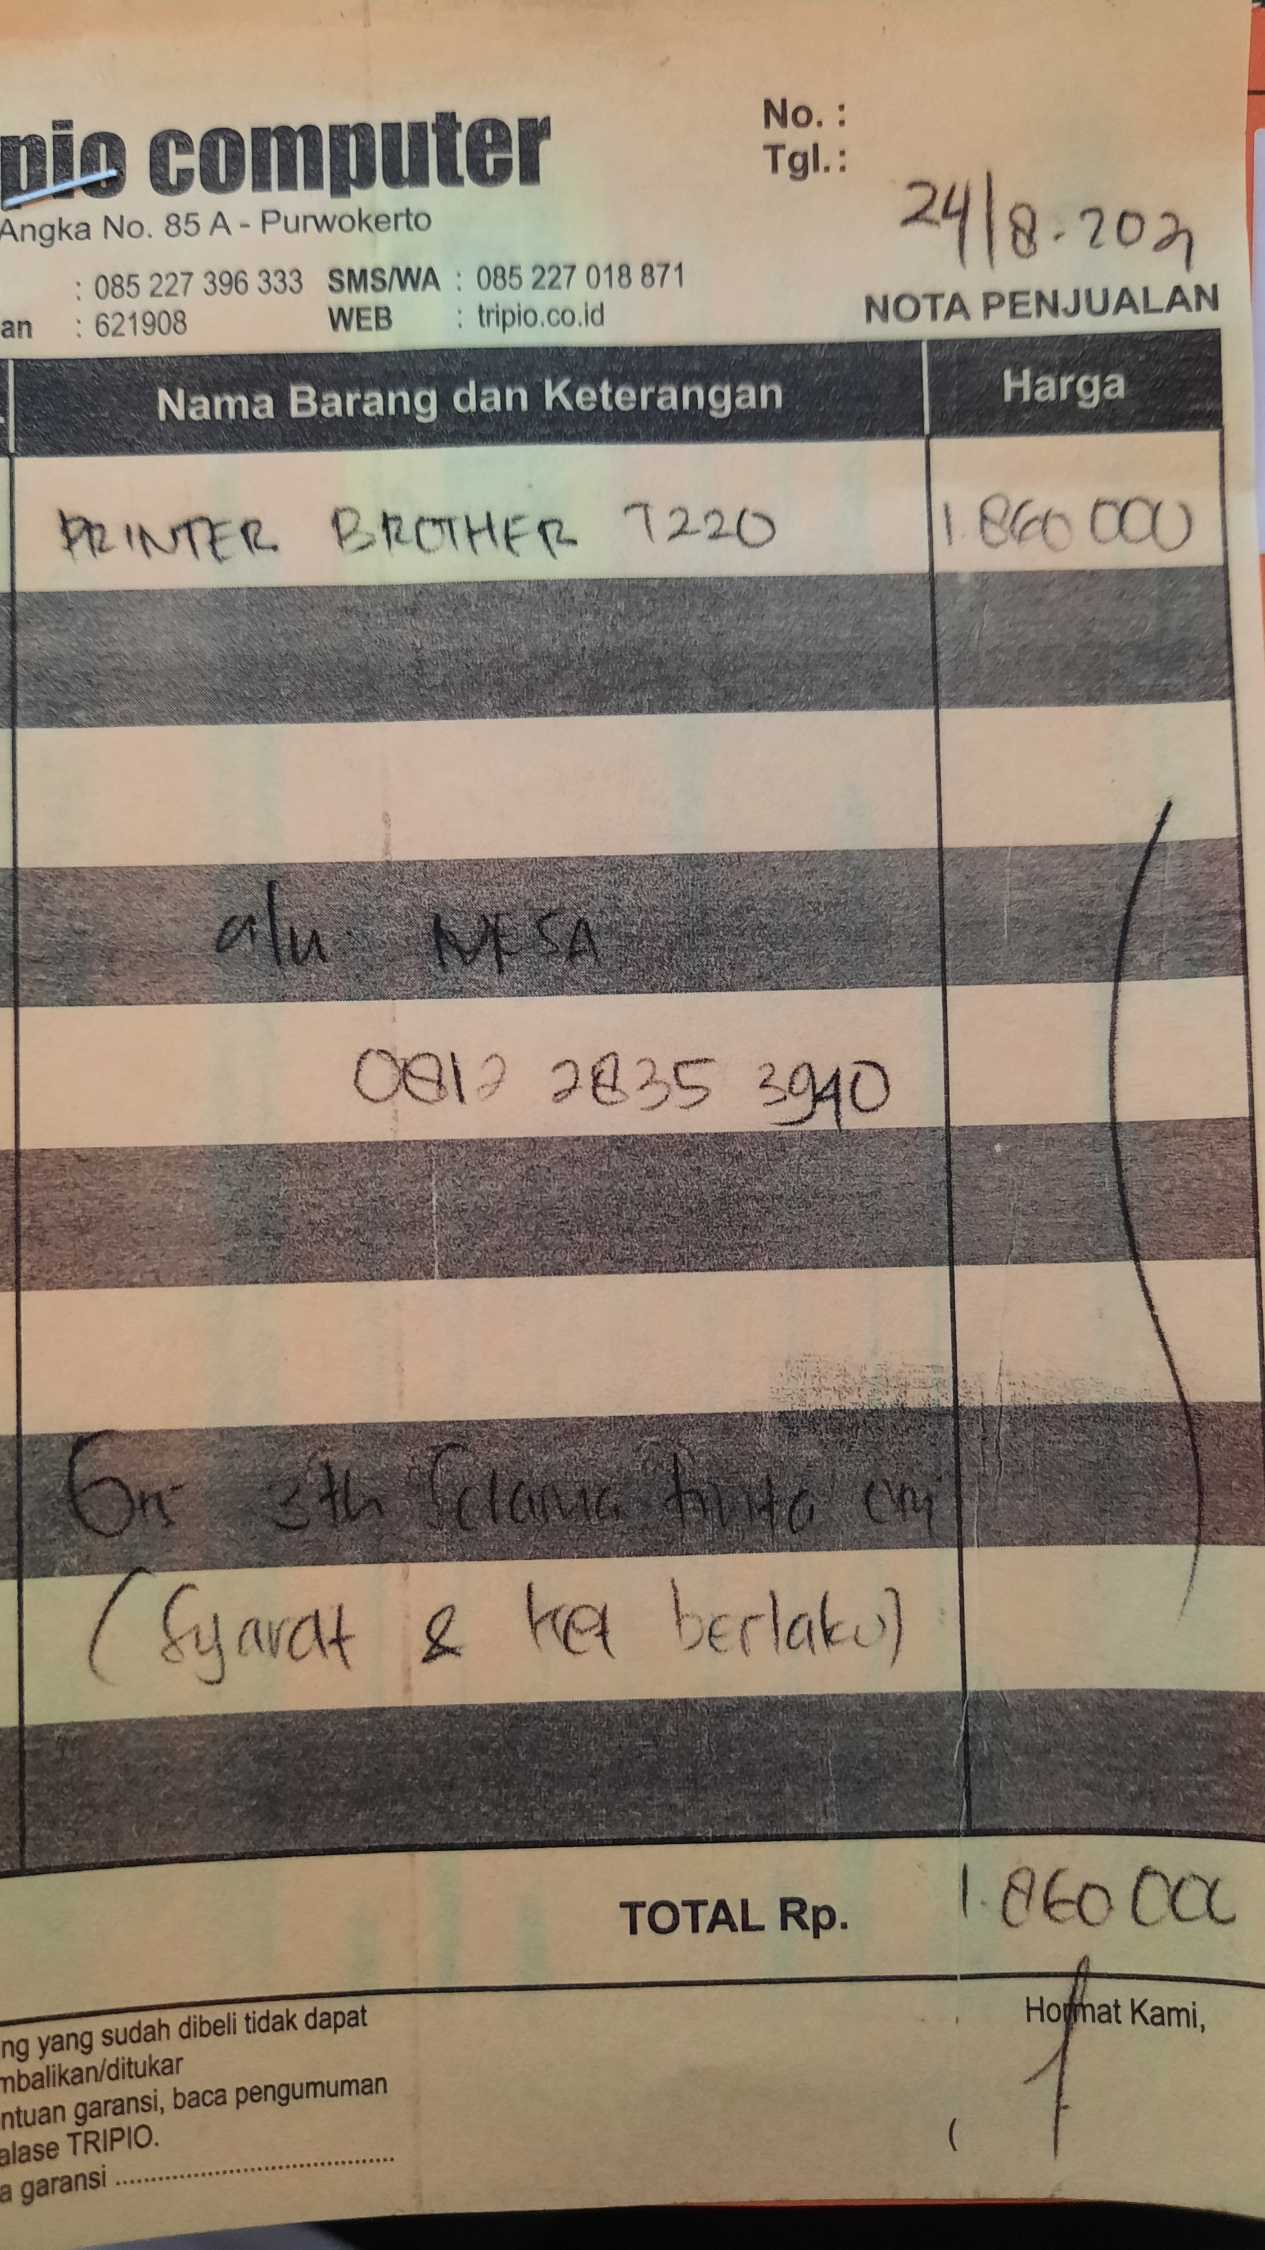 pio computer
Angka No. 85 A - Purwokerto
: 085 227 396 333 SMS/WA : 085 227 018 871
an : 621908 WEB : tripio.co.id
No. :
Tgl. :
24/8-202
NOTA PENJUALAN
Nama Barang dan Keterangan Harga
PRINTER BROTHER T220 1.860 000
a/n NESA
0812 2835 3940
Grs 3th Selama tinta ori
(Syarat & ket berlaku)
TOTAL Rp. 1.860 000
ng yang sudah dibeli tidak dapat
mbalikan/ditukar
ntuan garansi, baca pengumuman
alase TRIPIO.
a garansi
Hormat Kami,
(